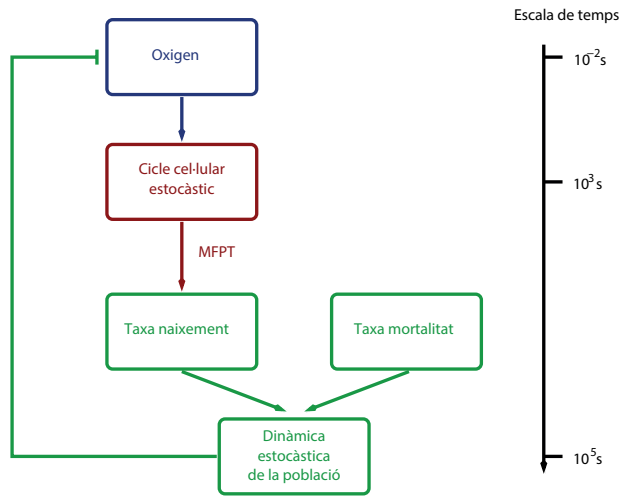 Escala de temps
Oxigen
10⁻²s
Cicle cel·lular
estocàstic
10³s
MFPT
Taxa naixement
Taxa mortalitat
Dinàmica
estocàstica
de la població
10⁵s